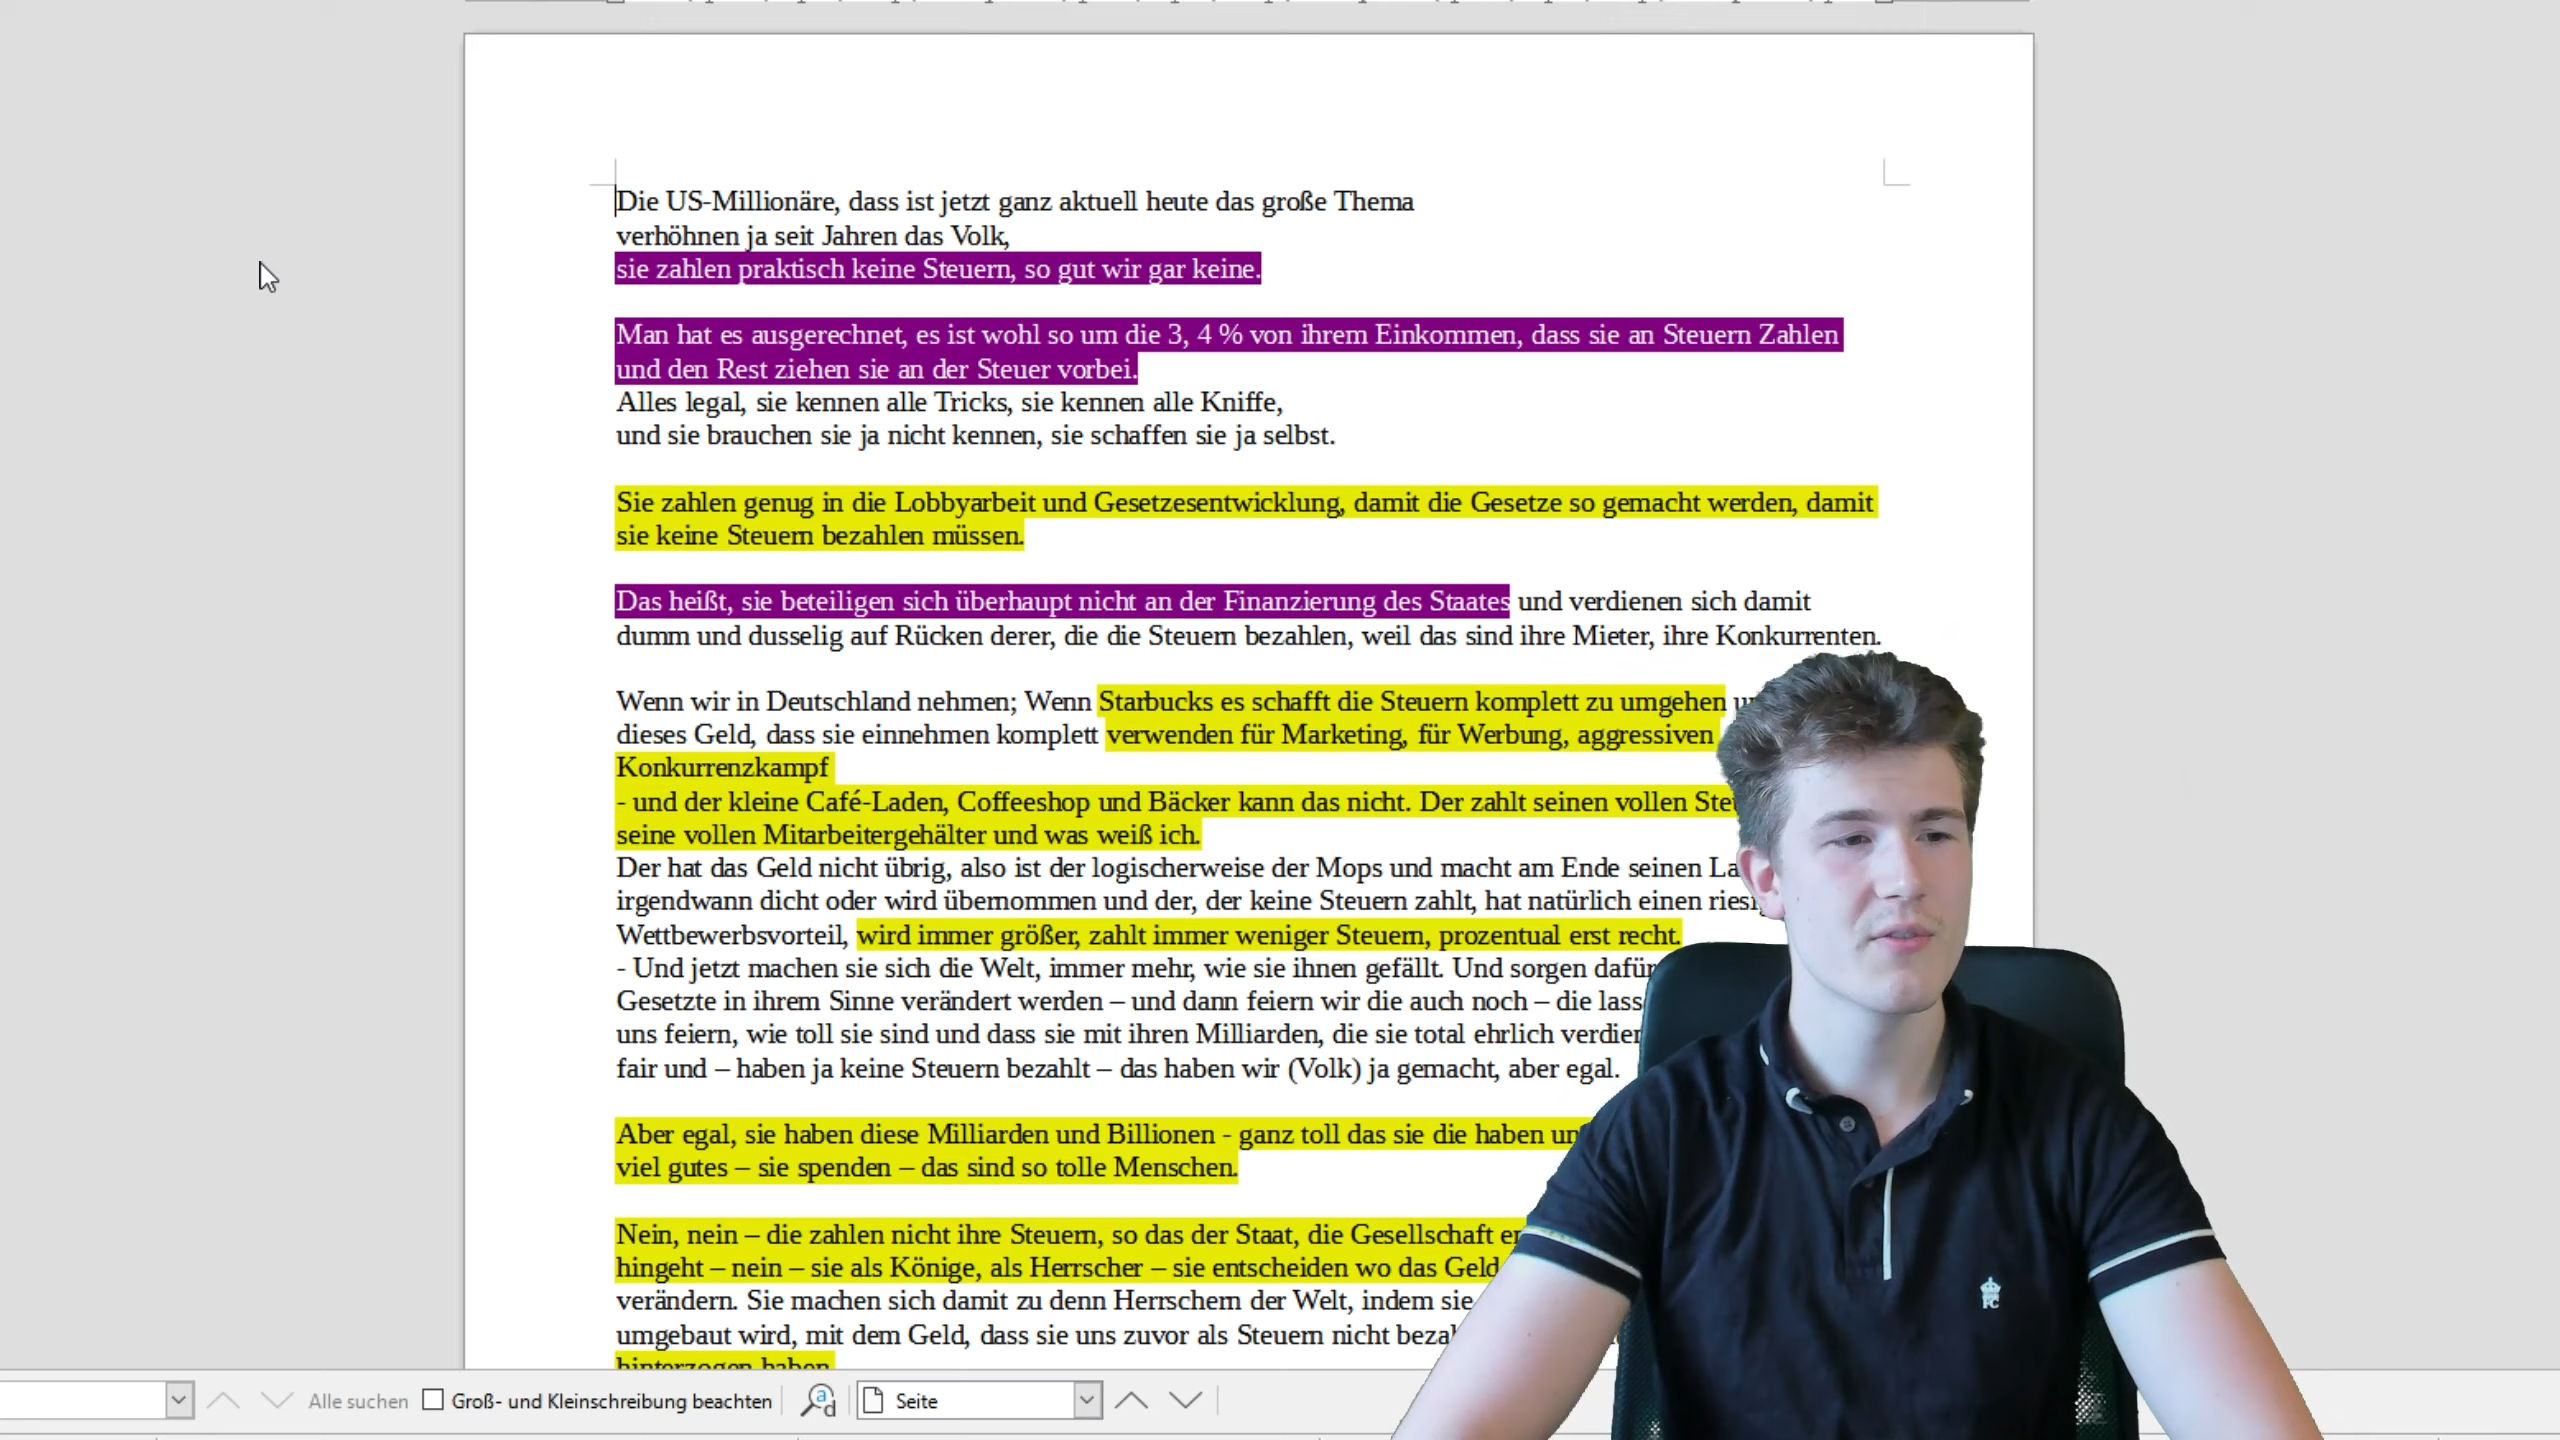 Die US-Millionäre, dass ist jetzt ganz aktuell heute das große Thema
verhöhnen ja seit Jahren das Volk,
sie zahlen praktisch keine Steuern, so gut wir gar keine.
Man hat es ausgerechnet, es ist wohl so um die 3, 4 % von ihrem Einkommen, dass sie an Steuern Zahlen
und den Rest ziehen sie an der Steuer vorbei.
Alles legal, sie kennen alle Tricks, sie kennen alle Kniffe,
und sie brauchen sie ja nicht kennen, sie schaffen sie ja selbst.
Sie zahlen genug in die Lobbyarbeit und Gesetzesentwicklung, damit die Gesetze so gemacht werden, damit
sie keine Steuern bezahlen müssen.
Das heißt, sie beteiligen sich überhaupt nicht an der Finanzierung des Staates und verdienen sich damit
dumm und dusselig auf Rücken derer, die die Steuern bezahlen, weil das sind ihre Mieter, ihre Konkurrenten.
Wenn wir in Deutschland nehmen; Wenn Starbucks es schafft die Steuern komplett zu umgehen
dieses Geld, dass sie einnehmen komplett verwenden für Marketing, für Werbung, aggressiven
Konkurrenzkampf
- und der kleine Café-Laden, Coffeeshop und Bäcker kann das nicht. Der zahlt seinen vollen
seine vollen Mitarbeitergehälter und was weiß ich.
Der hat das Geld nicht übrig, also ist der logischerweise der Mops und macht am Ende seinen
irgendwann dicht oder wird übernommen und der, der keine Steuern zahlt, hat natürlich einen
Wettbewerbsvorteil, wird immer größer, zahlt immer weniger Steuern, prozentual erst recht.
- Und jetzt machen sie sich die Welt, immer mehr, wie sie ihnen gefällt. Und sorgen dafür
Gesetzte in ihrem Sinne verändert werden – und dann feiern wir die auch noch – die
uns feiern, wie toll sie sind und dass sie mit ihren Milliarden, die sie total ehrlich
fair und – haben ja keine Steuern bezahlt – das haben wir (Volk) ja gemacht, aber egal.
Aber egal, sie haben diese Milliarden und Billionen - ganz toll das sie die haben
viel gutes – sie spenden – das sind so tolle Menschen.
Nein, nein – die zahlen nicht ihre Steuern, so das der Staat, die Gesellschaft
hingeht – nein – sie als Könige, als Herrscher – sie entscheiden wo das Geld
verändern. Sie machen sich damit zu denn Herrschern der Welt, indem sie
umgebaut wird, mit dem Geld, dass sie uns zuvor als Steuern nicht
hinterzogen haben
Alle suchen Groß- und Kleinschreibung beachten Seite